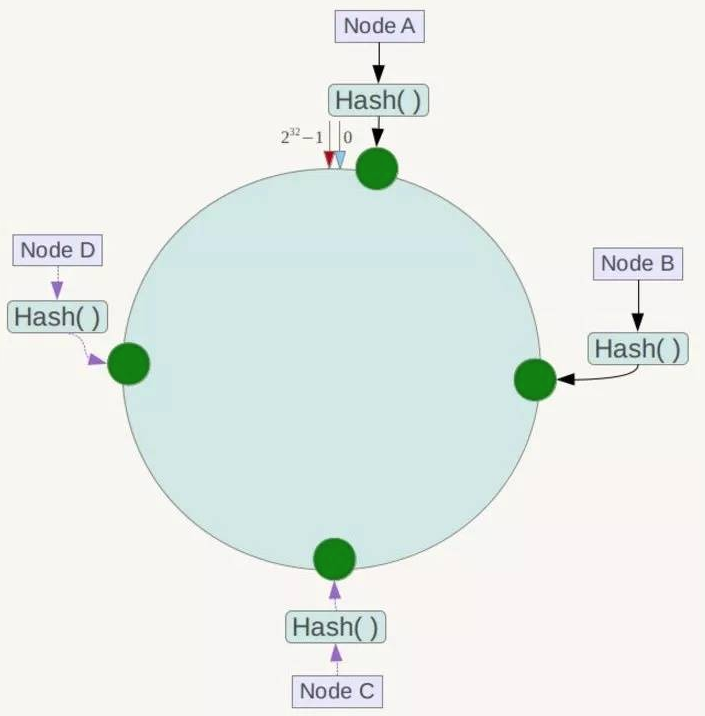 Node A
Hash( )
2³²−1
0
Node D
Hash( )
Node B
Hash( )
Hash( )
Node C